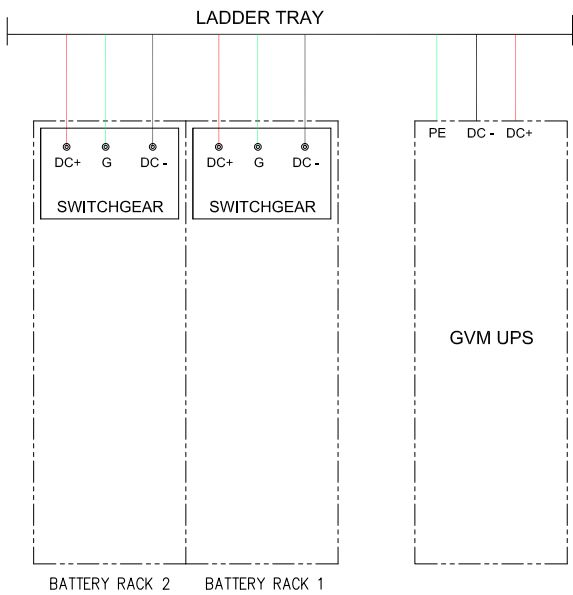 LADDER TRAY
DC+ G DC -
SWITCHGEAR
DC+ G DC -
SWITCHGEAR
PE DC - DC+
GVM UPS
BATTERY RACK 2
BATTERY RACK 1